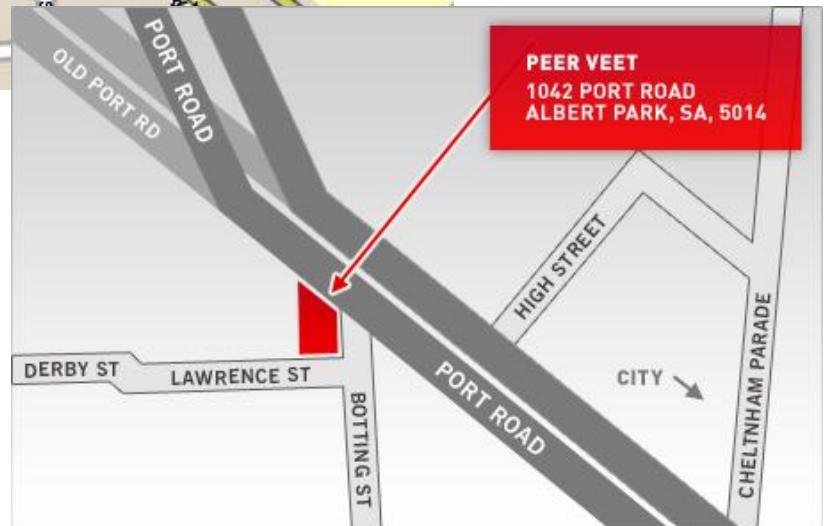 PORT ROAD
OLD PORT RD
PEER VEET
1042 PORT ROAD
ALBERT PARK, SA, 5014
HIGH STREET
DERBY ST
LAWRENCE ST
PORT ROAD
CITY
BOTTING ST
CHELTNHAM PARADE